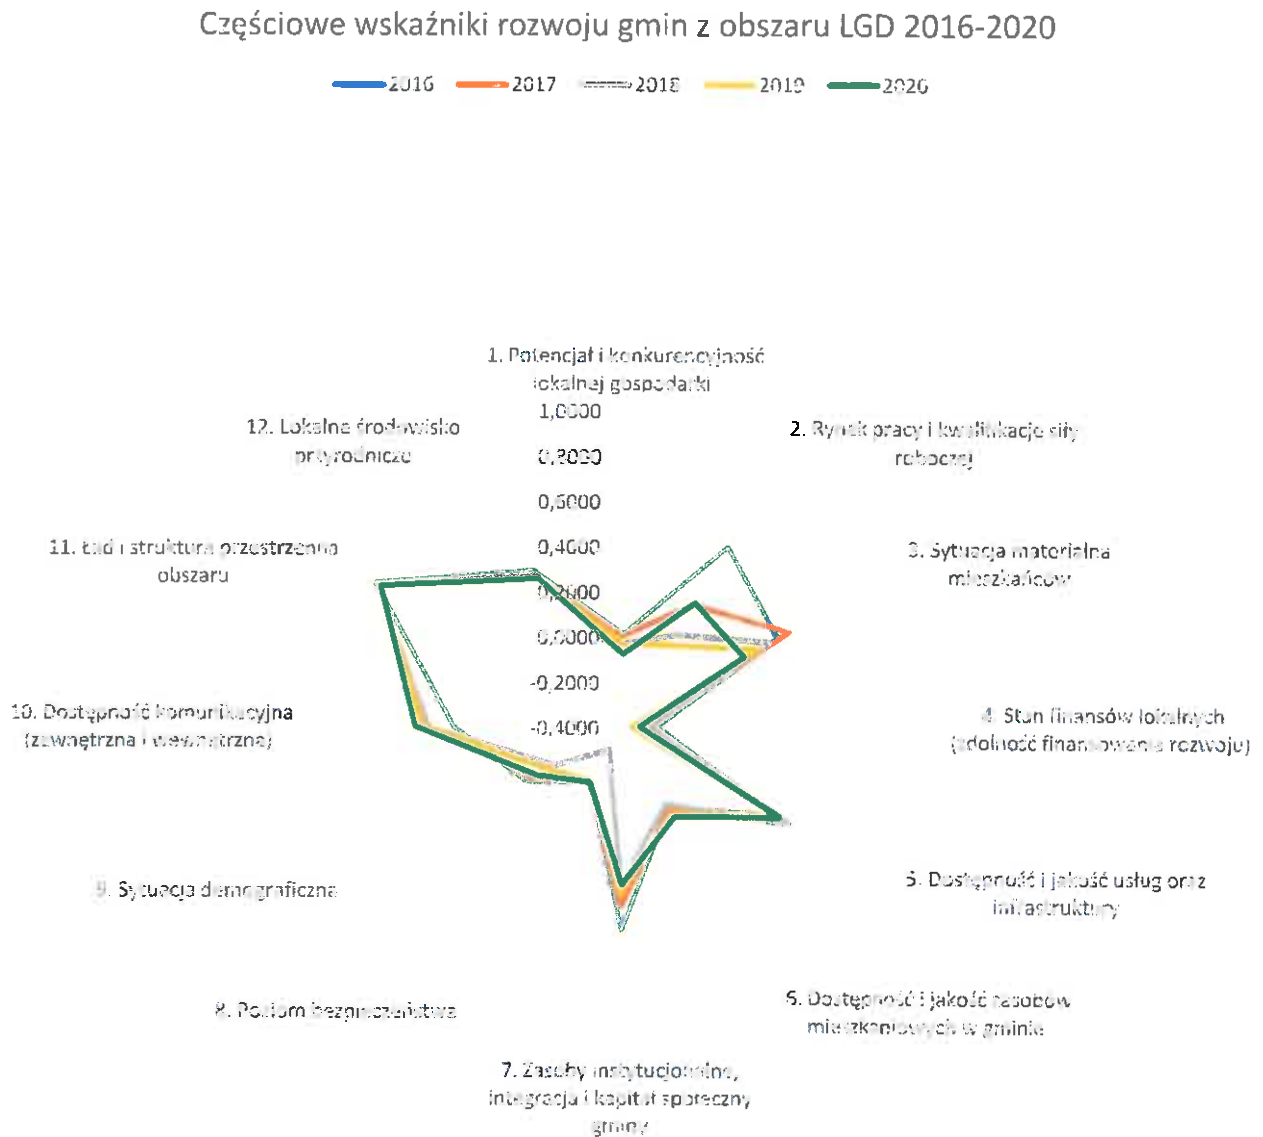 Częściowe wskaźniki rozwoju gmin z obszaru LGD 2016-2020
2016 2017 2018 2019 2020
1. Potencjał i konkurencyjność
lokalnej gospodarki
1,0000
12. Lokalne środowisko
przyrodnicze
2. Rynek pracy i kwalifikacje siły
roboczej
0,8000
0,6000
11. Ład i struktura przestrzenna
obszaru
0,4000
3. Sytuacja materialna
mieszkańców
0,2000
0,0000
-0,2000
10. Dostępność komunikacyjna
(zewnętrzna i wewnętrzna)
-0,4000
4. Stan finansów lokalnych
(zdolność finansowania rozwoju)
9. Sytuacja demograficzna
5. Dostępność i jakość usług oraz
infrastruktury
8. Poziom bezpieczeństwa
6. Dostępność i jakość zasobów
mieszkaniowych w gminie
7. Zasoby instytucjonalne,
integracja i kapitał społeczny
gminy